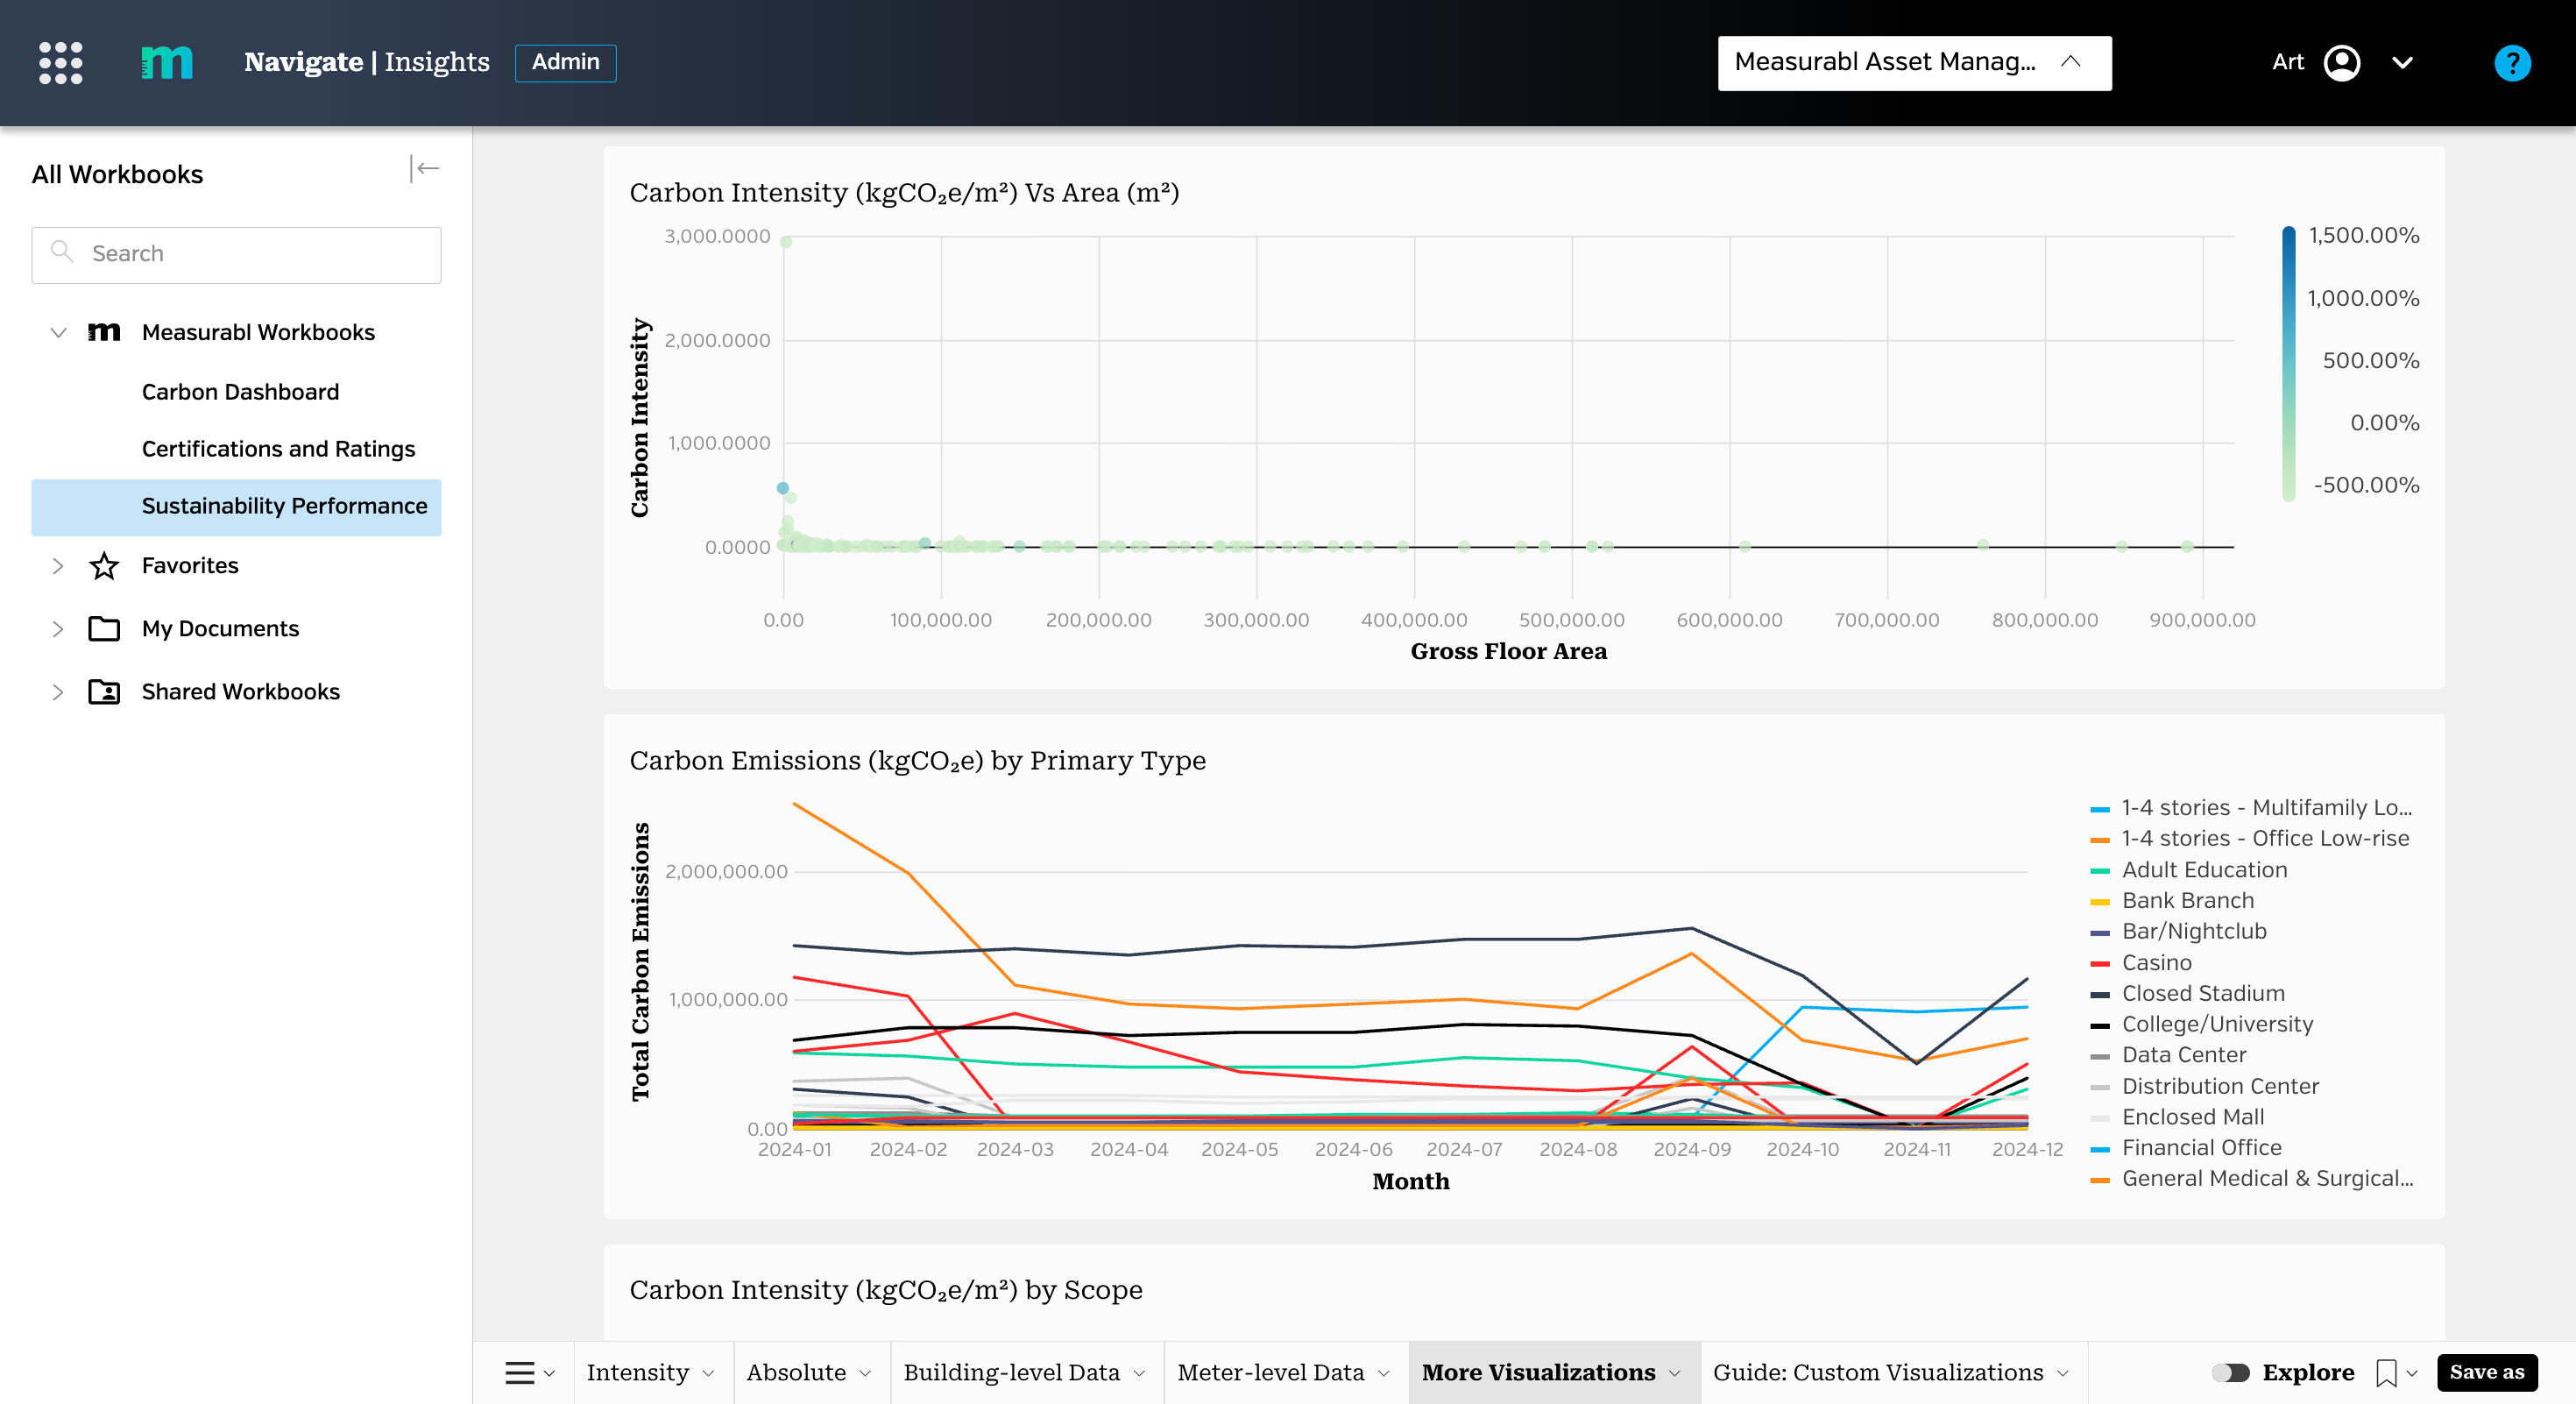 Navigate | Insights
Admin
Measurabl Asset Manag...
Art
?
All Workbooks
Search
m
Measurabl Workbooks
Carbon Dashboard
Certifications and Ratings
Sustainability Performance
Favorites
My Documents
Shared Workbooks
Carbon Intensity (kgCO₂e/m²) Vs Area (m²)
Carbon Intensity
3,000.0000
2,000.0000
1,000.0000
0.0000
0.00
100,000.00
200,000.00
300,000.00
400,000.00
500,000.00
600,000.00
700,000.00
800,000.00
900,000.00
Gross Floor Area
1,500.00%
1,000.00%
500.00%
0.00%
-500.00%
Carbon Emissions (kgCO₂e) by Primary Type
Total Carbon Emissions
2,000,000.00
1,000,000.00
0.00
2024-01
2024-02
2024-03
2024-04
2024-05
2024-06
2024-07
2024-08
2024-09
2024-10
2024-11
2024-12
Month
1-4 stories - Multifamily Lo...
1-4 stories - Office Low-rise
Adult Education
Bank Branch
Bar/Nightclub
Casino
Closed Stadium
College/University
Data Center
Distribution Center
Enclosed Mall
Financial Office
General Medical & Surgical...
Carbon Intensity (kgCO₂e/m²) by Scope
Intensity
Absolute
Building-level Data
Meter-level Data
More Visualizations
Guide: Custom Visualizations
Explore
Save as